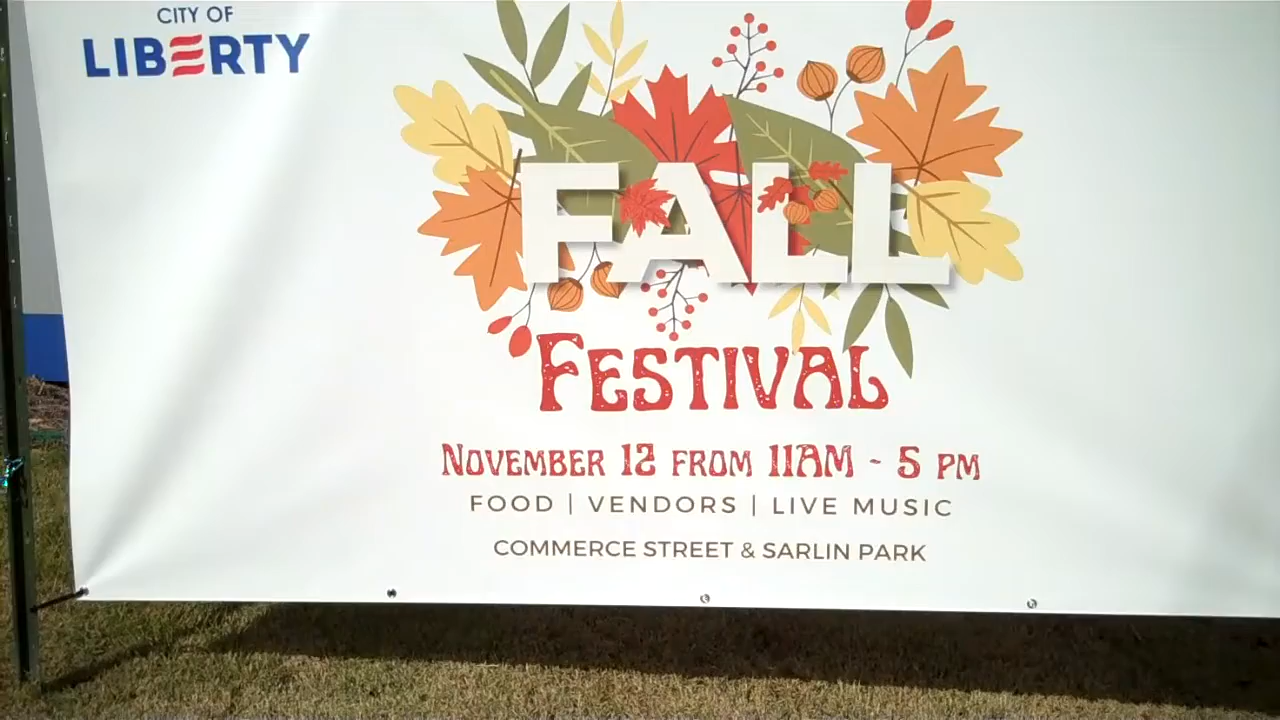 CITY OF
LIBERTY
FALL
FESTIVAL
NOVEMBER 12 FROM 11AM - 5 PM
FOOD | VENDORS | LIVE MUSIC
COMMERCE STREET & SARLIN PARK